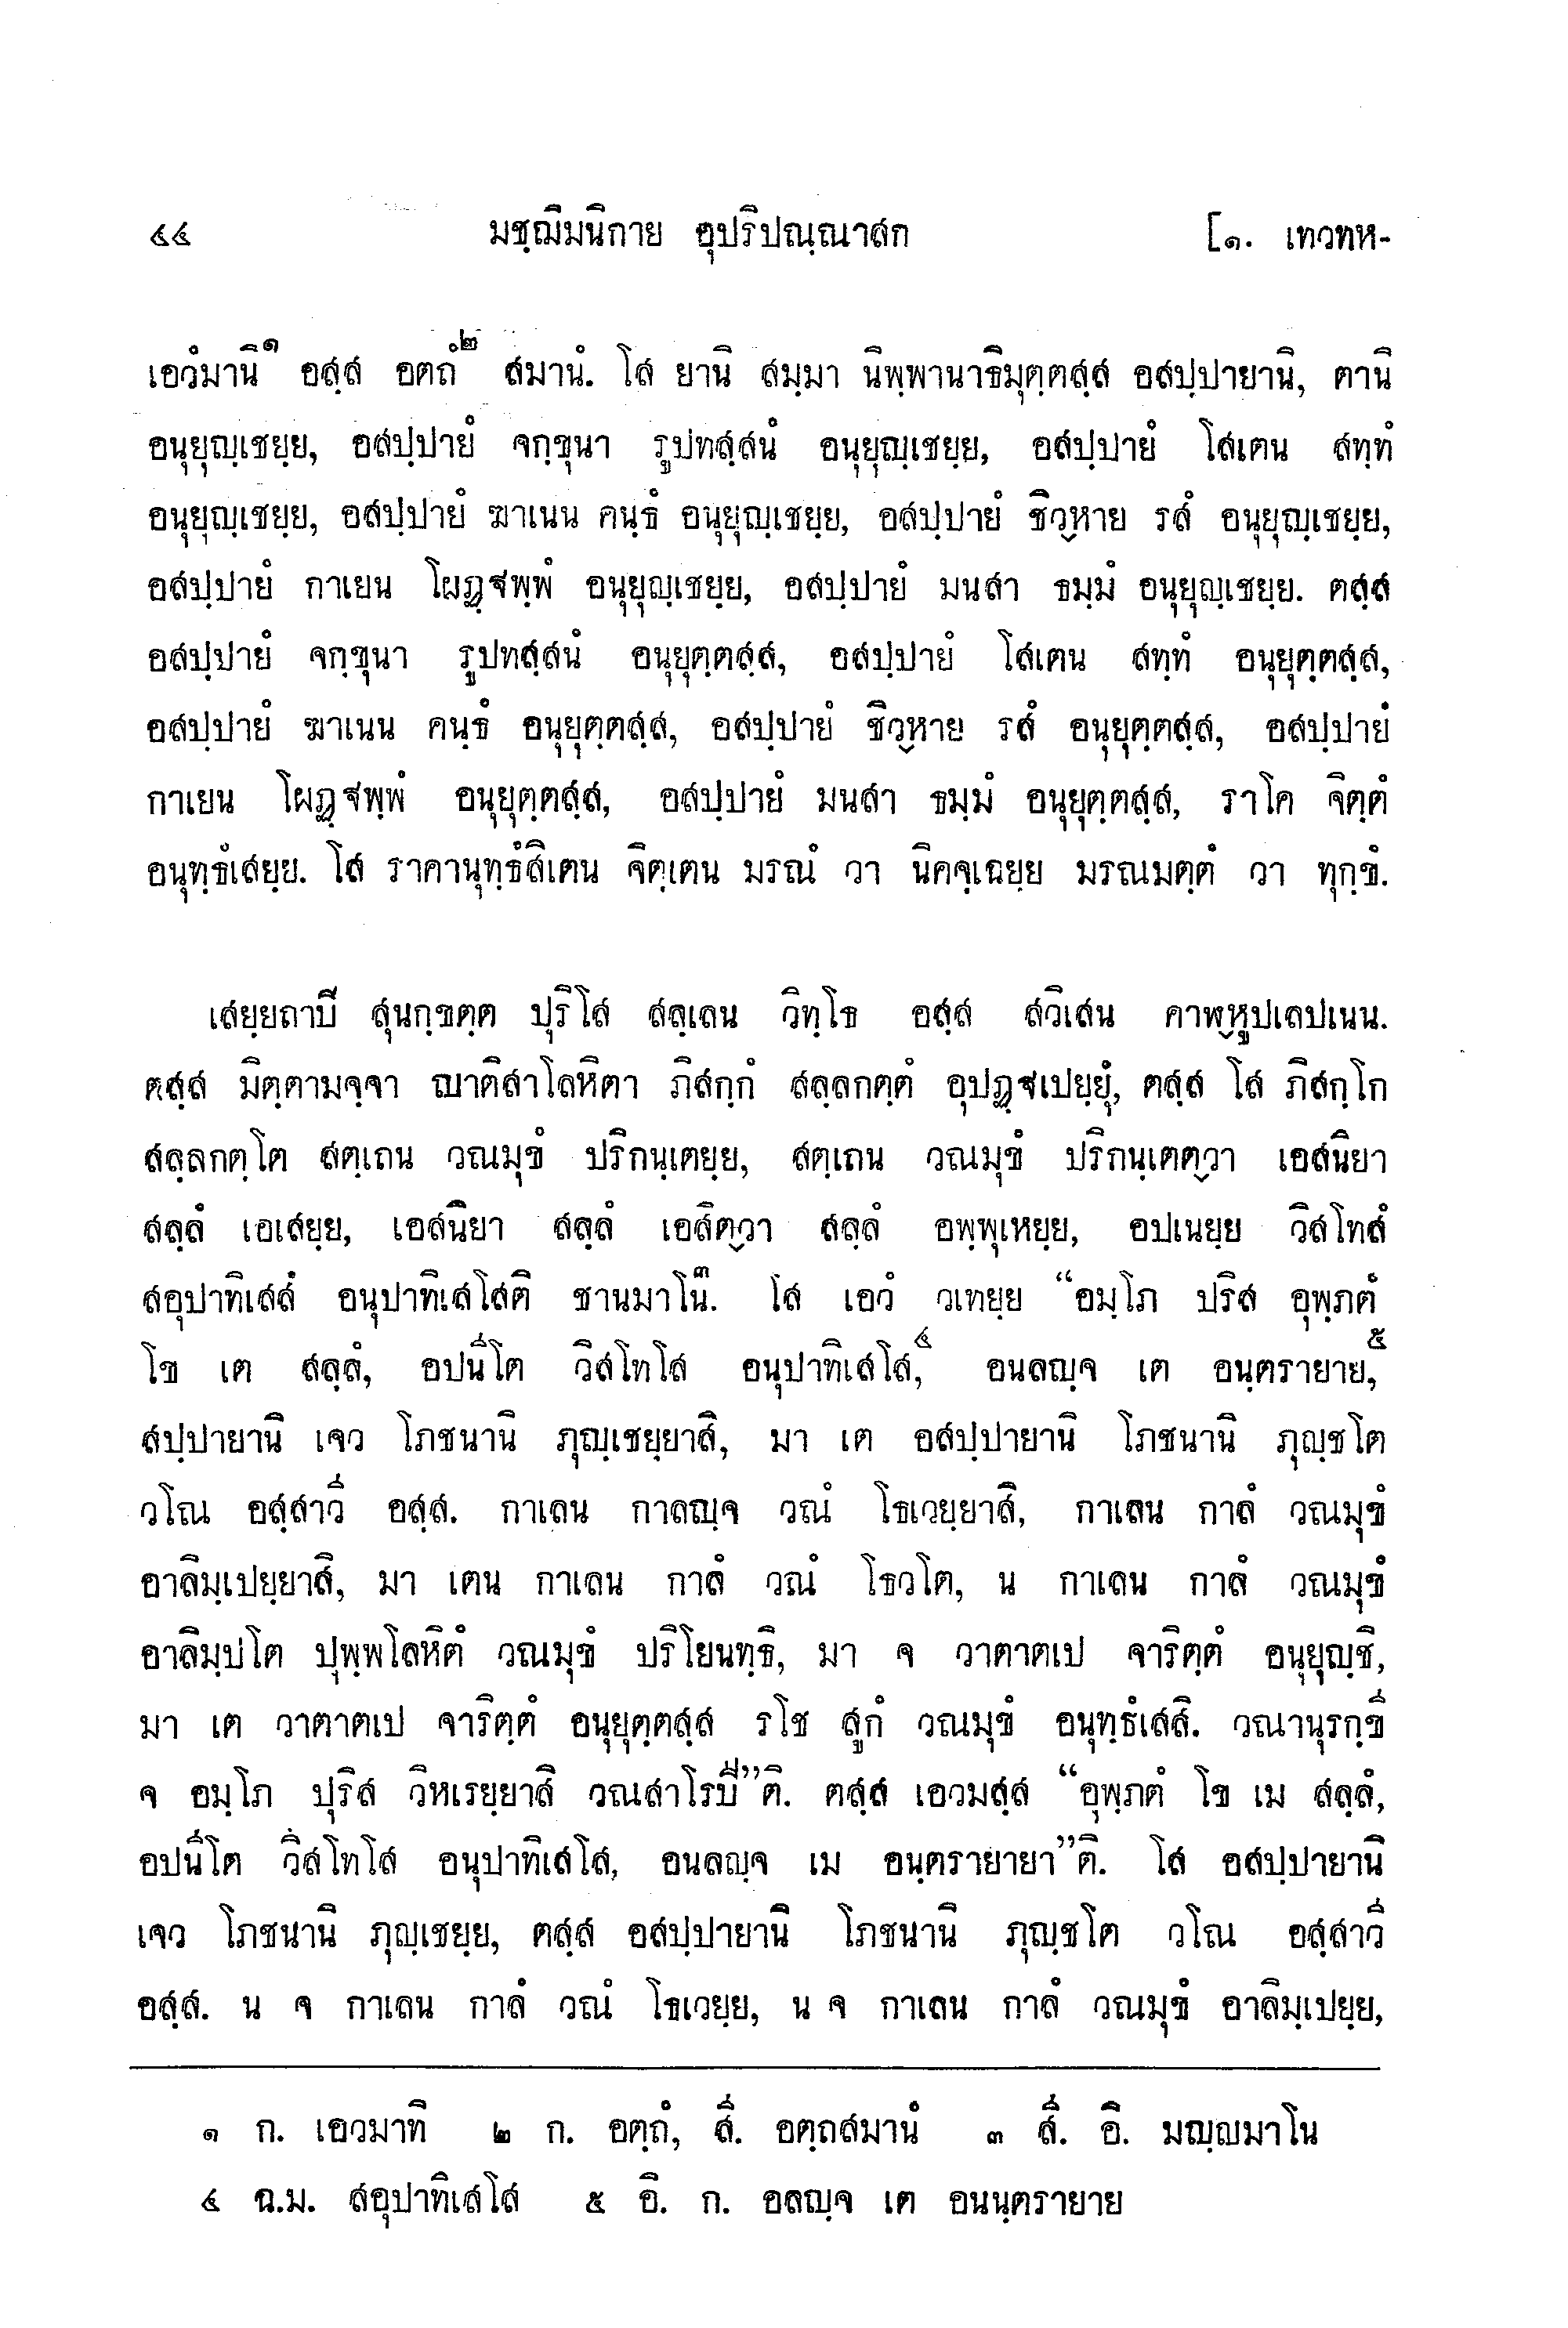 ๔๔ มชฺฌิมนิกาย อุปริปณฺณาสก [๑. เทวทห-
เอวํมานิ๑ อสฺส อตถํ๒ สมานํ. โส ยานิ สมฺมา นิพฺพานาธิมุตฺตสฺส อสปฺปายานิ, ตานิ
อนุยุญฺเชยฺย, อสปฺปายํ จกฺขุนา รูปทสฺสนํ อนุยุญฺเชยฺย, อสปฺปายํ โสเตน สทฺทํ
อนุยุญฺเชยฺย, อสปฺปายํ ฆาเนน คนฺธํ อนุยุญฺเชยฺย, อสปฺปายํ ชิวฺหาย รสํ อนุยุญฺเชยฺย,
อสปฺปายํ กาเยน โผฏฺฐพฺพํ อนุยุญฺเชยฺย, อสปฺปายํ มนสา ธมฺมํ อนุยุญฺเชยฺย. ตสฺส
อสปฺปายํ จกฺขุนา รูปทสฺสนํ อนุยุตฺตสฺส, อสปฺปายํ โสเตน สทฺทํ อนุยุตฺตสฺส,
อสปฺปายํ ฆาเนน คนฺธํ อนุยุตฺตสฺส, อสปฺปายํ ชิวฺหาย รสํ อนุยุตฺตสฺส, อสปฺปายํ
กาเยน โผฏฺฐพฺพํ อนุยุตฺตสฺส, อสปฺปายํ มนสา ธมฺมํ อนุยุตฺตสฺส, ราโค จิตฺตํ
อนุทฺธํเสยฺย. โส ราคานุทฺธํสิเตน จิตฺเตน มรณํ วา นิคจฺเฉยฺย มรณมตฺตํ วา ทุกฺขํ.
เสยฺยถาปิ สุนกฺขตฺต ปุริโส สลฺเลน วิทฺโธ อสฺส สวิเสน คาฬฺหูปเลปเนน.
ตสฺส มิตฺตามจฺจา ญาติสาโลหิตา ภิสกฺกํ สลฺลกตฺตํ อุปฏฺฐเปยฺยุํ, ตสฺส โส ภิสกฺโก
สลฺลกตฺโต สตฺเถน วณมุขํ ปริกนฺเตยฺย, สตฺเถน วณมุขํ ปริกนฺเตตฺวา เอสนิยา
สลฺลํ เอเสยฺย, เอสนิยา สลฺลํ เอสิตฺวา สลฺลํ อพฺพุเหยฺย, อปเนยฺย วิสโทสํ
สอุปาทิเสสํ อนุปาทิเสโสติ ชานมาโน๓. โส เอวํ วเทยฺย “อมฺโภ ปริส อุพฺภตํ
โข เต สลฺลํ, อปนีโต วิสโทโส อนุปาทิเสโส,๔ อนลญฺจ เต อนฺตรายาย,๕
สปฺปายานิ เจว โภชนานิ ภุญฺเชยฺยาสิ, มา เต อสปฺปายานิ โภชนานิ ภุญฺชโต
วโณ อสฺสาวี อสฺส. กาเลน กาลญฺจ วณํ โธเวยฺยาสิ, กาเลน กาลํ วณมุขํ
อาลิมฺเปยฺยาสิ, มา เตน กาเลน กาลํ วณํ โธวโต, น กาเลน กาลํ วณมุขํ
อาลิมฺปโต ปุพฺพโลหิตํ วณมุขํ ปริโยนทฺธิ, มา จ วาตาตเป จาริตฺตํ อนุยุญฺชิ,
มา เต วาตาตเป จาริตฺตํ อนุยุตฺตสฺส รโช สูกํ วณมุขํ อนุทฺธํเสสิ. วณานุรกฺขี
จ อมฺโภ ปุริส วิหเรยฺยาสิ วณสาโรปี”ติ. ตสฺส เอวมสฺส “อุพฺภตํ โข เม สลฺลํ,
อปนีโต วิสโทโส อนุปาทิเสโส, อนลญฺจ เม อนฺตรายายา”ติ. โส อสปฺปายานิ
เจว โภชนานิ ภุญฺเชยฺย, ตสฺส อสปฺปายานิ โภชนานิ ภุญฺชโต วโณ อสฺสาวี
อสฺส. น จ กาเลน กาลํ วณํ โธเวยฺย, น จ กาเลน กาลํ วณมุขํ อาลิมฺเปยฺย,
๑ ก. เอวมาทิ ๒ ก. อตฺถํ, สี. อตฺถสมานํ ๓ สี. อิ. มญฺญมาโน
๔ ฉ.ม. สอุปาทิเสโส ๕ อิ. ก. อลญฺจ เต อนนฺตรายาย